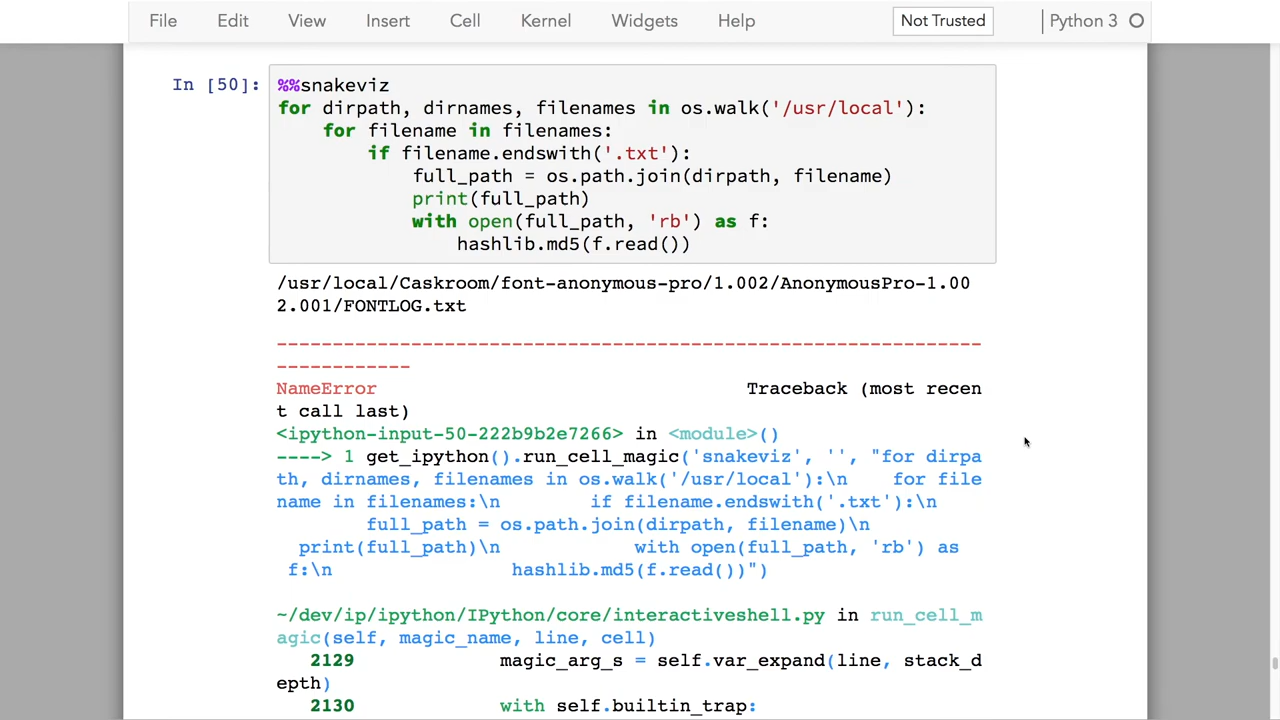 File Edit View Insert Cell Kernel Widgets Help Not Trusted Python 3
In [50]: %%snakeviz
for dirpath, dirnames, filenames in os.walk('/usr/local'):
    for filename in filenames:
        if filename.endswith('.txt'):
            full_path = os.path.join(dirpath, filename)
            print(full_path)
            with open(full_path, 'rb') as f:
                hashlib.md5(f.read())
/usr/local/Caskroom/font-anonymous-pro/1.002/AnonymousPro-1.00
2.001/FONTLOG.txt
---------------------------------------------------------------
------------
NameError                                 Traceback (most recen
t call last)
<ipython-input-50-222b9b2e7266> in <module>()
----> 1 get_ipython().run_cell_magic('snakeviz', '', "for dirpa
th, dirnames, filenames in os.walk('/usr/local'):\n    for file
name in filenames:\n        if filename.endswith('.txt'):\n
        full_path = os.path.join(dirpath, filename)\n
  print(full_path)\n            with open(full_path, 'rb') as
 f:\n                hashlib.md5(f.read())")
~/dev/ip/ipython/IPython/core/interactiveshell.py in run_cell_m
agic(self, magic_name, line, cell)
   2129             magic_arg_s = self.var_expand(line, stack_d
epth)
   2130             with self.builtin_trap: